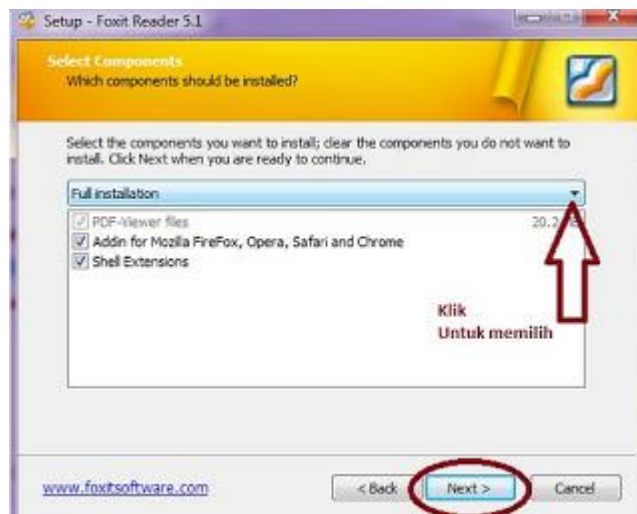 Setup - Foxit Reader 5.1
Select Components
Which components should be installed?
Select the components you want to install; clear the components you do not want to
install. Click Next when you are ready to continue.
Full installation
PDF-Viewer files
Addin for Mozilla FireFox, Opera, Safari and Chrome
Shell Extensions
Klik
Untuk memilih
www.foxitsoftware.com
< Back
Next >
Cancel